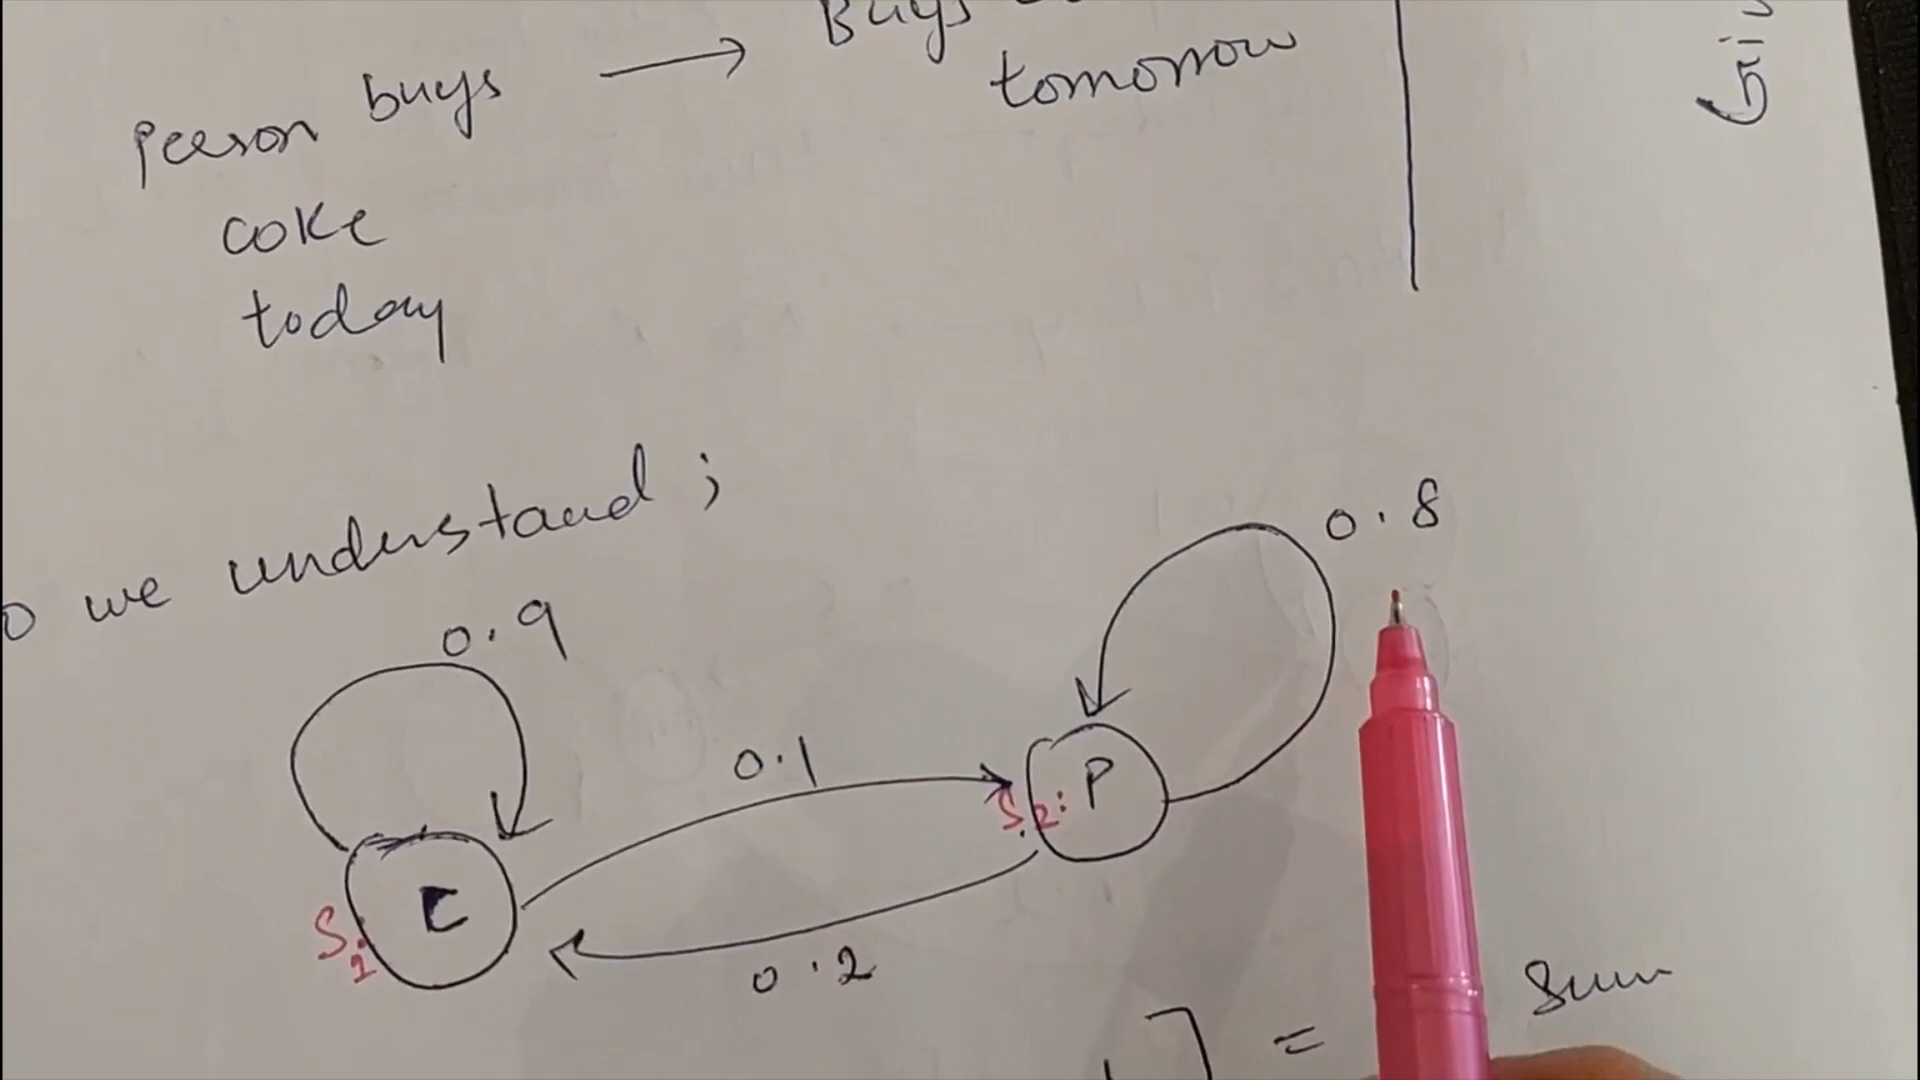 Buys
person buys → tomorrow
coke
today
we understand ;
0.9
0.8
0.1
S1: C
S2: P
0.2
] =
Sum